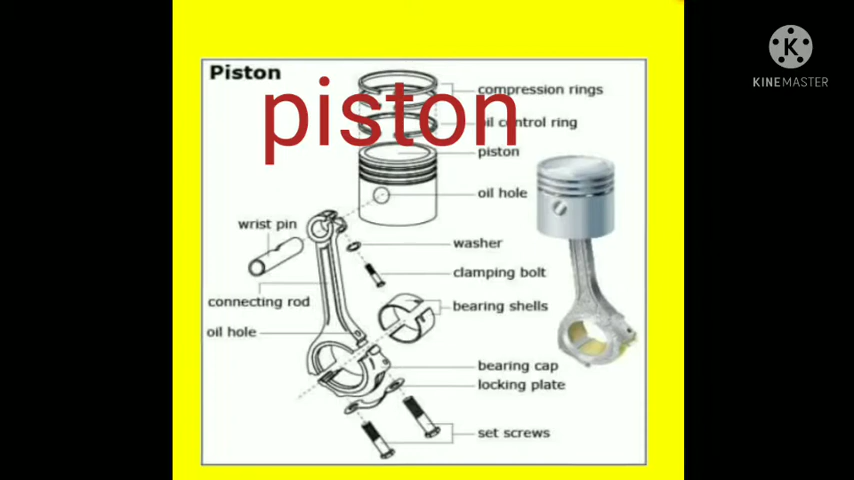 Piston
piston
compression rings
oil control ring
piston
oil hole
wrist pin
washer
clamping bolt
connecting rod
bearing shells
oil hole
bearing cap
locking plate
set screws
K
KINEMASTER